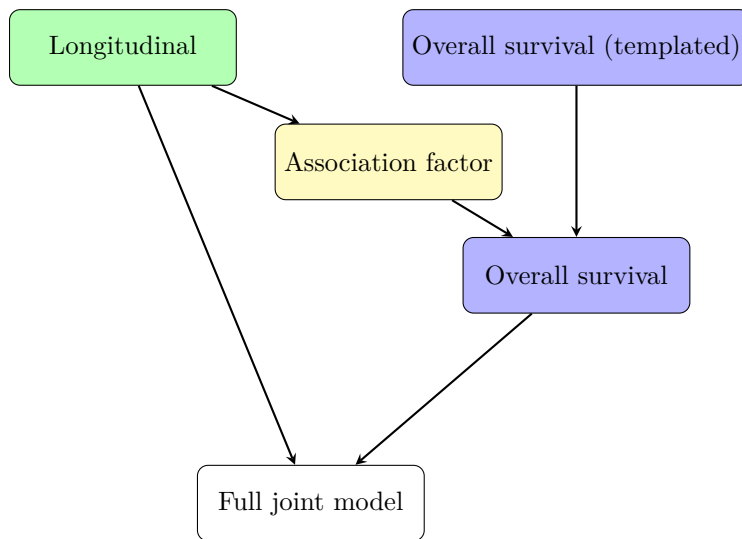 Longitudinal
Overall survival (templated)
Association factor
Overall survival
Full joint model